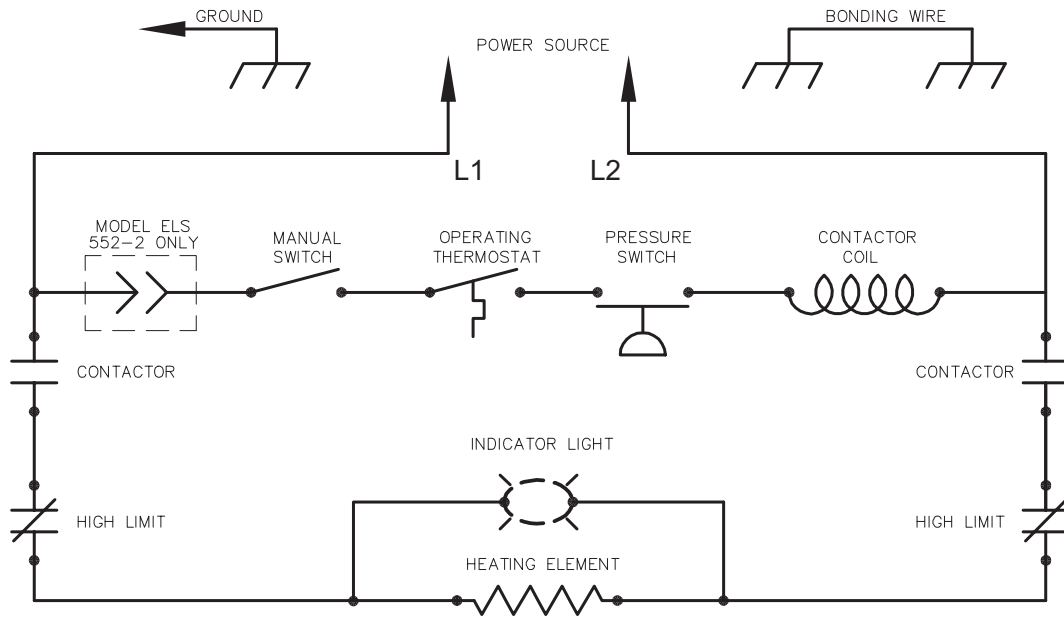 GROUND
BONDING WIRE
POWER SOURCE
L1
L2
MODEL ELS
552-2 ONLY
MANUAL
SWITCH
OPERATING
THERMOSTAT
PRESSURE
SWITCH
CONTACTOR
COIL
CONTACTOR
CONTACTOR
INDICATOR LIGHT
HIGH LIMIT
HIGH LIMIT
HEATING ELEMENT